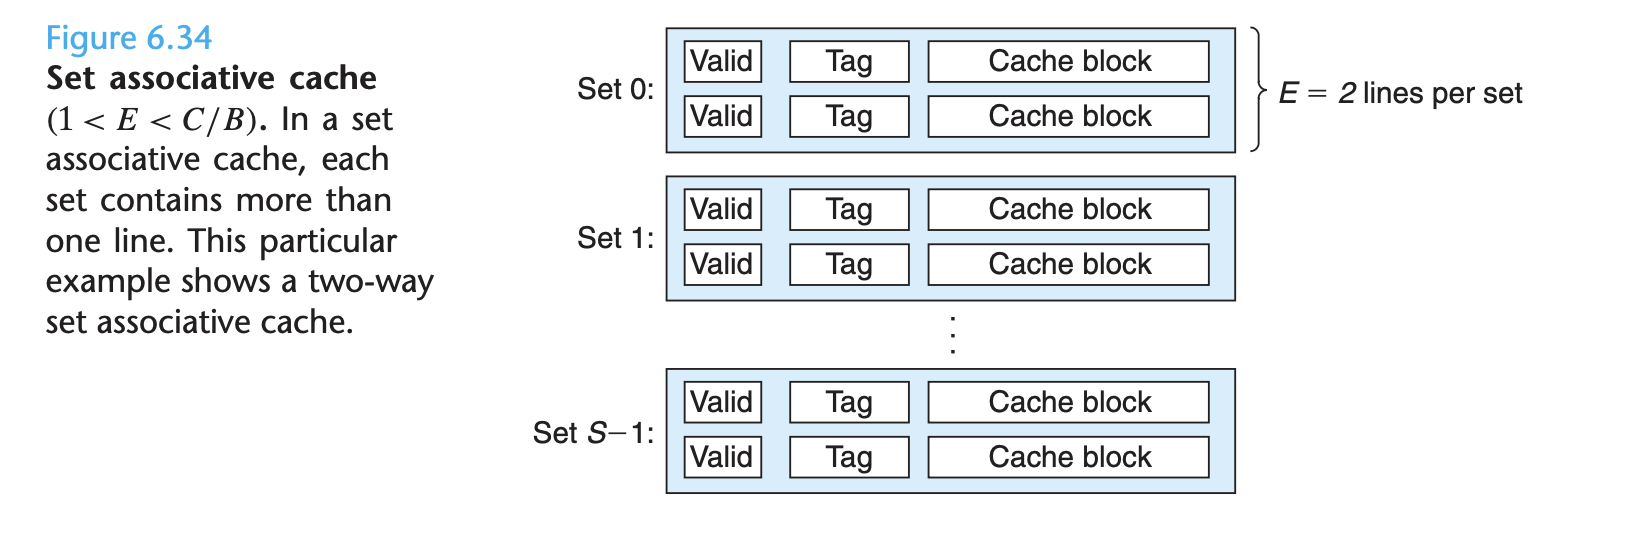 Figure 6.34
Set associative cache
(1 < E < C/B). In a set
associative cache, each
set contains more than
one line. This particular
example shows a two-way
set associative cache.
Set 0:
Valid Tag Cache block
Valid Tag Cache block
E = 2 lines per set
Set 1:
Valid Tag Cache block
Valid Tag Cache block
⋮
Set S−1:
Valid Tag Cache block
Valid Tag Cache block